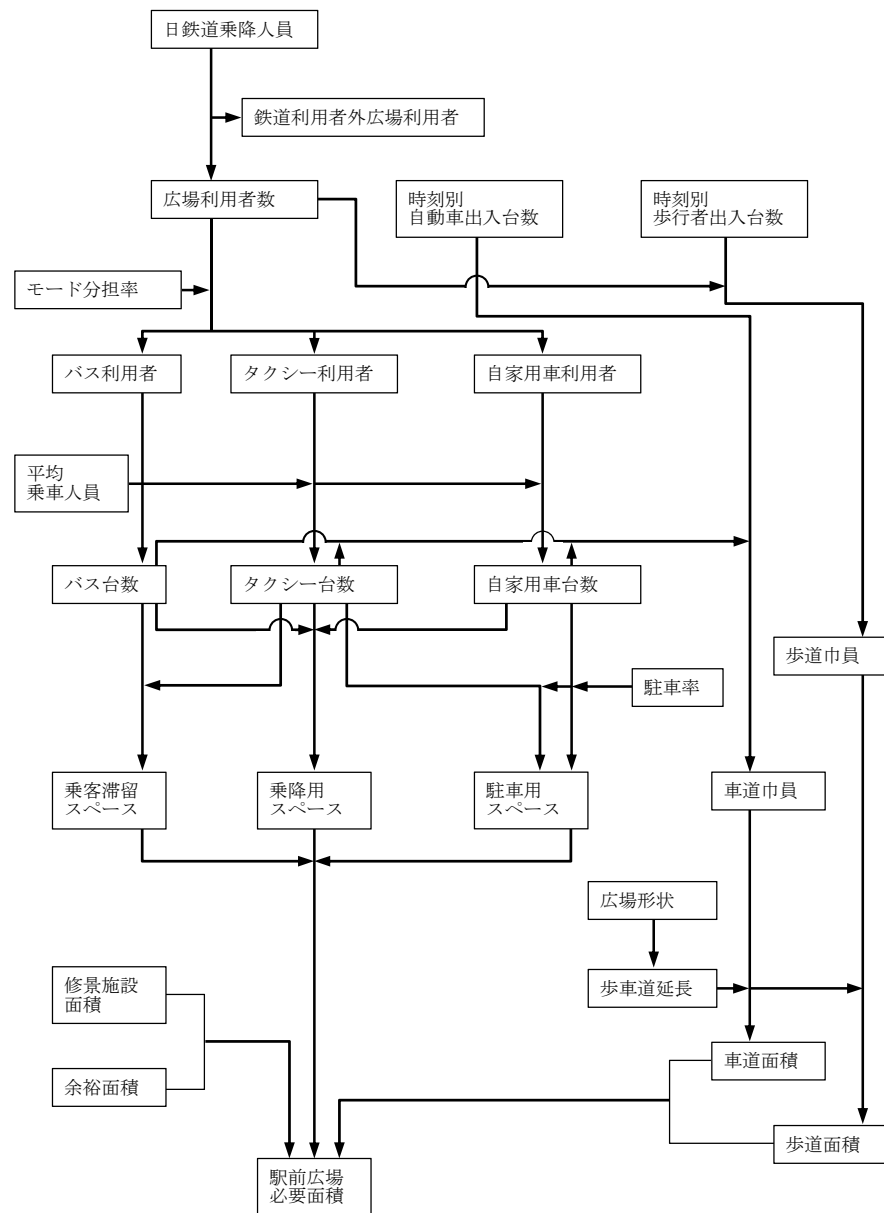 日鉄道乗降人員
鉄道利用者外広場利用者
広場利用者数
時刻別
自動車出入台数
時刻別
歩行者出入台数
モード分担率
バス利用者
タクシー利用者
自家用車利用者
平均
乗車人員
バス台数
タクシー台数
自家用車台数
歩道巾員
駐車率
乗客滞留
スペース
乗降用
スペース
駐車用
スペース
車道巾員
広場形状
修景施設
面積
歩車道延長
車道面積
余裕面積
歩道面積
駅前広場
必要面積